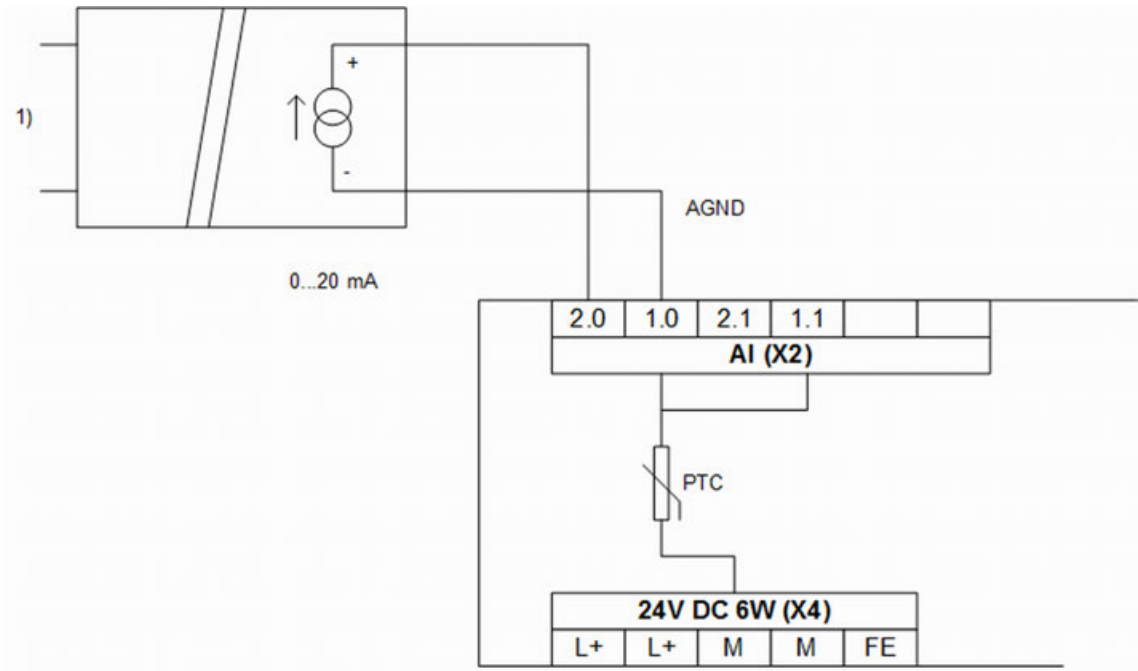 +
1)
-
AGND
0...20 mA
2.0 1.0 2.1 1.1
AI (X2)
PTC
24V DC 6W (X4)
L+ L+ M M FE